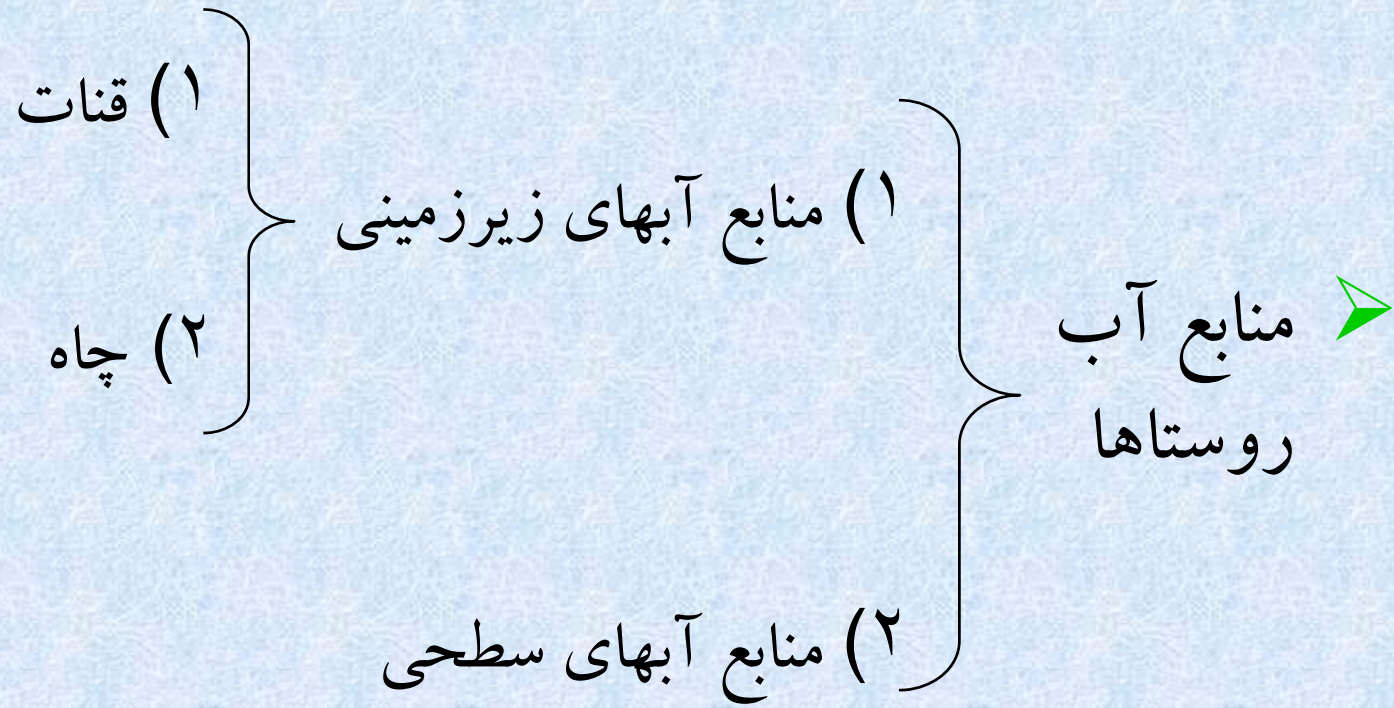 منابع آب
روستاها
۱) منابع آبهای زیرزمینی
۱) قنات
۲) چاه
۲) منابع آبهای سطحی